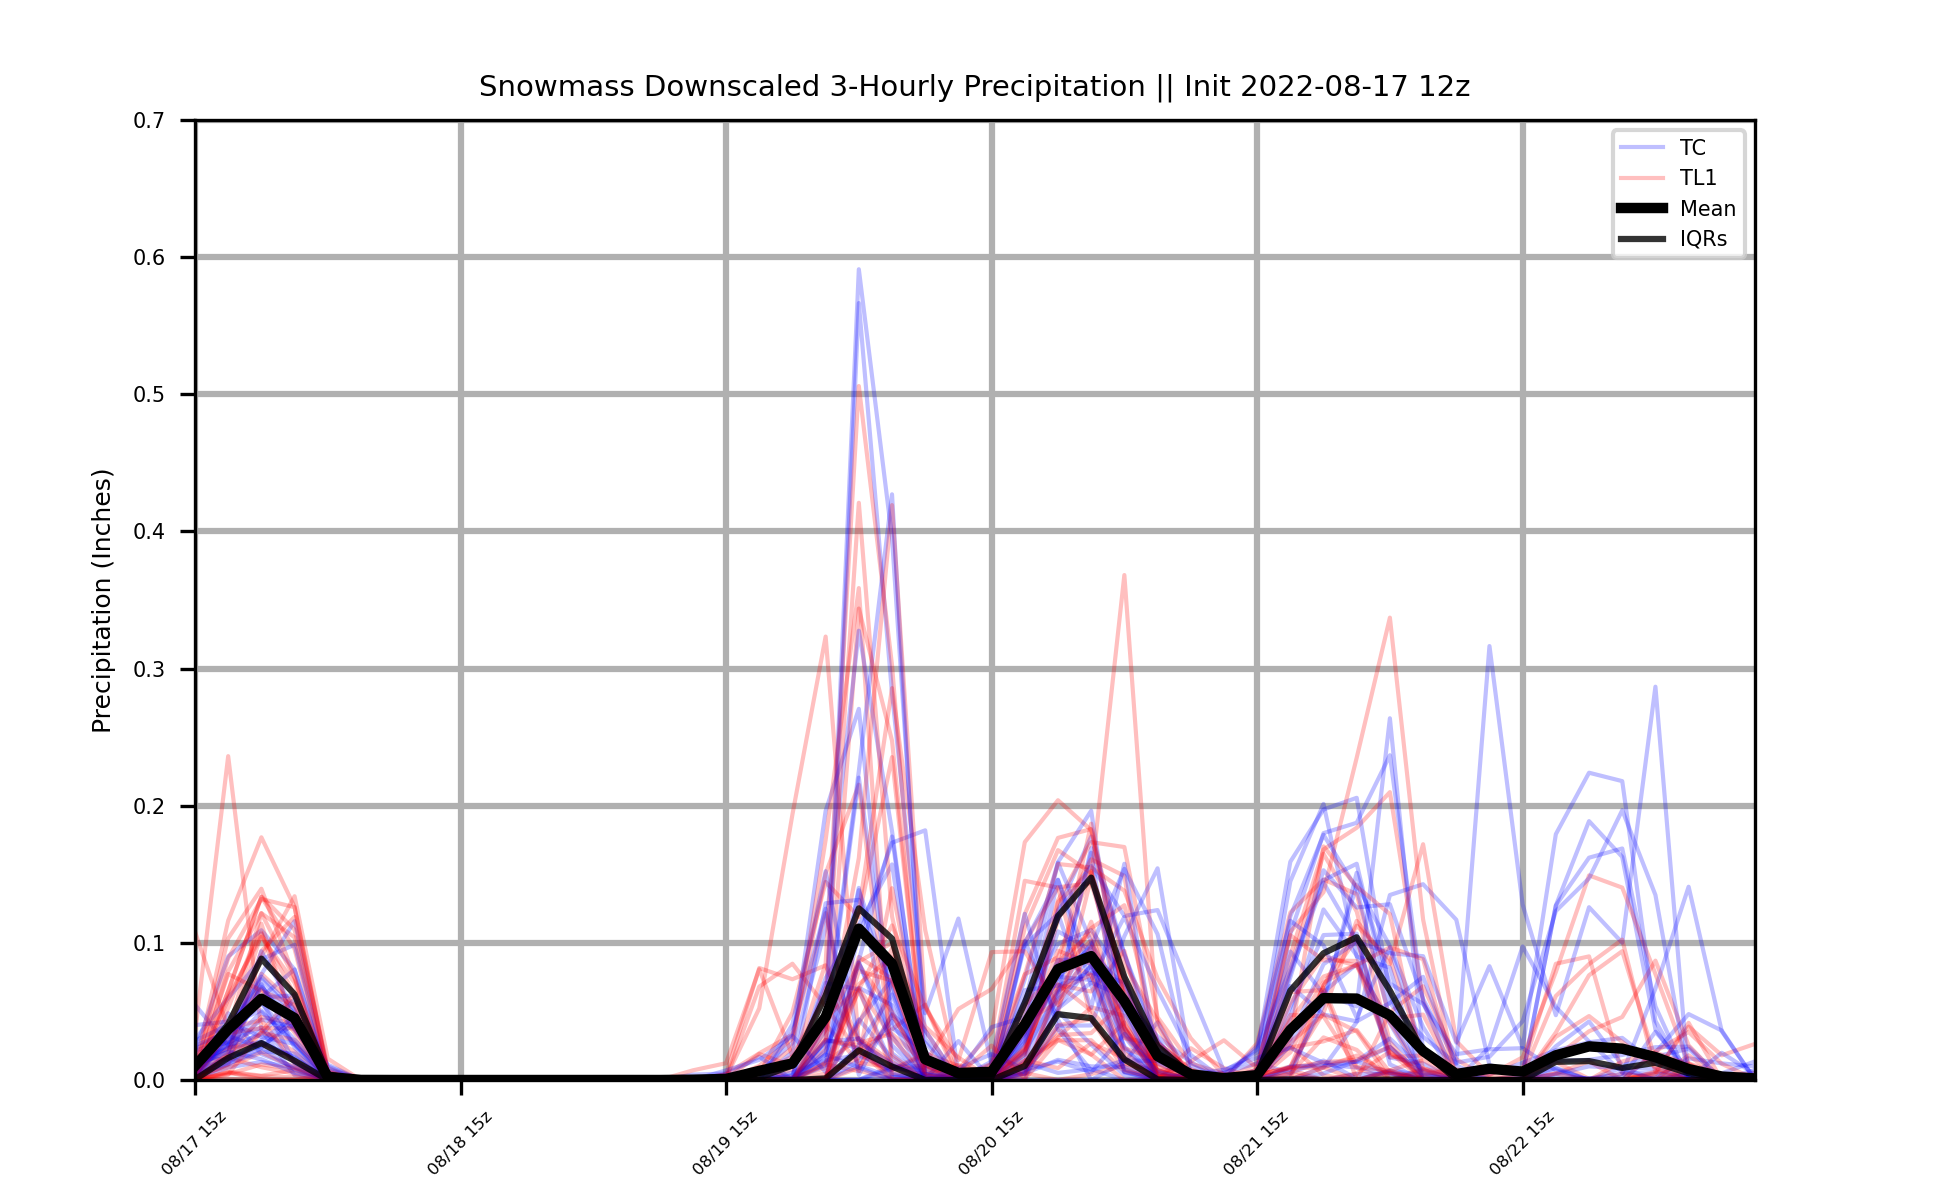 Snowmass Downscaled 3-Hourly Precipitation || Init 2022-08-17 12z
TC
TL1
Mean
IQRs
Precipitation (Inches)
0.7
0.6
0.5
0.4
0.3
0.2
0.1
0.0
08/17 15z
08/18 15z
08/19 15z
08/20 15z
08/21 15z
08/22 15z